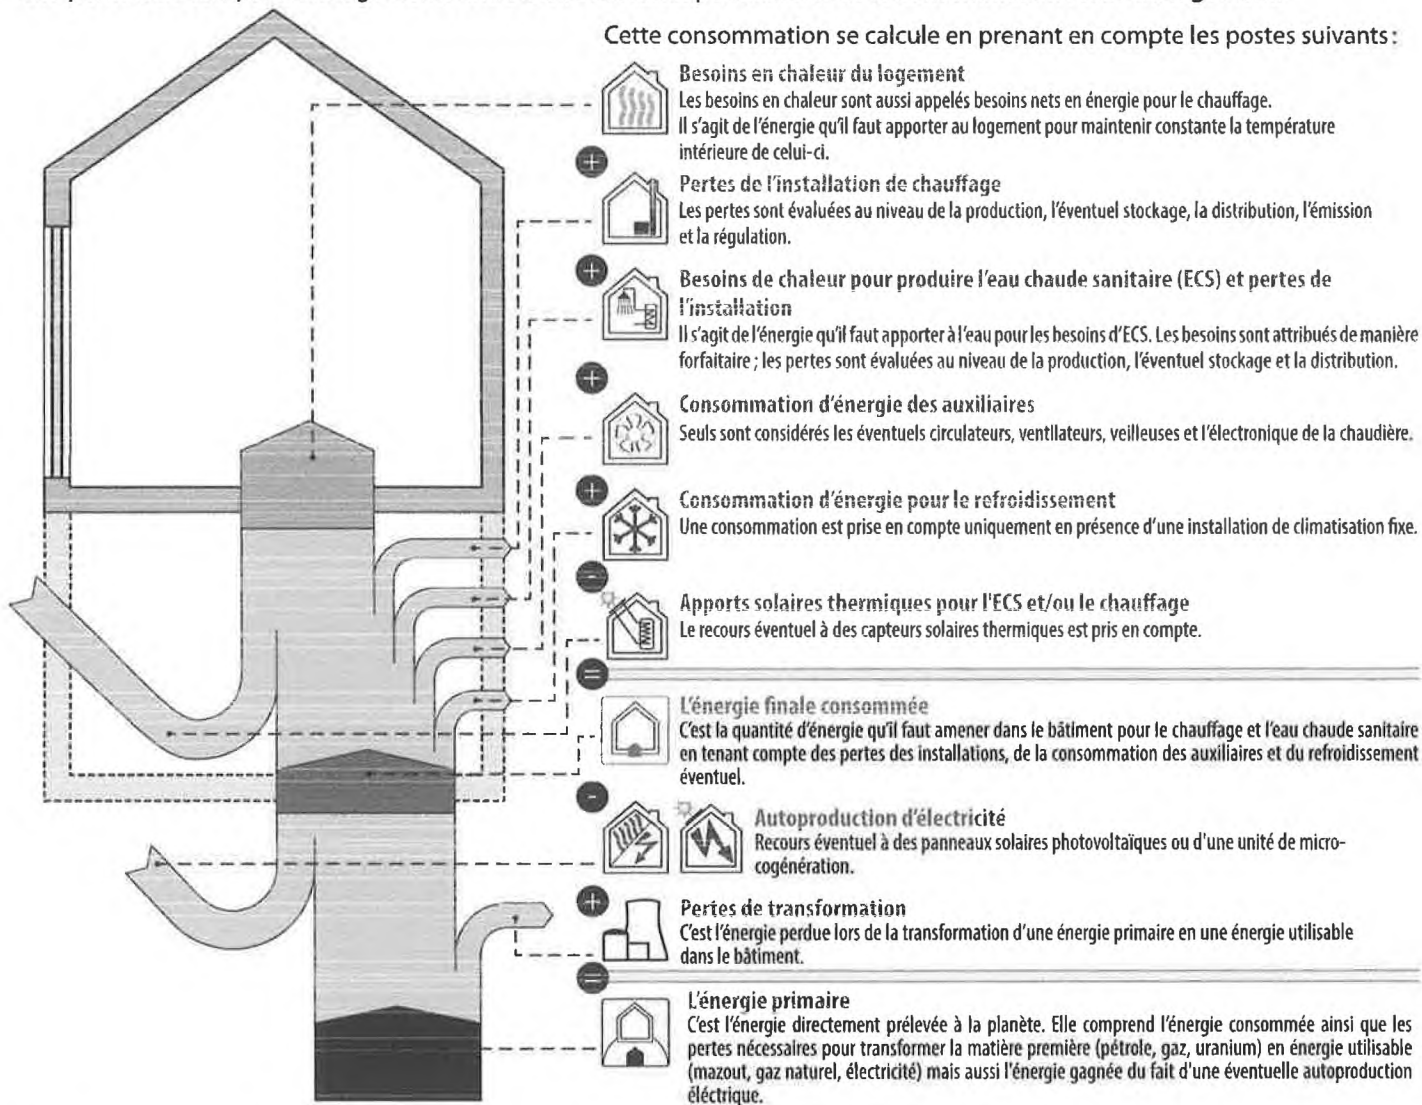 Cette consommation se calcule en prenant en compte les postes suivants :
Besoins en chaleur du logement
Les besoins en chaleur sont aussi appelés besoins nets en énergie pour le chauffage.
Il s'agit de l'énergie qu'il faut apporter au logement pour maintenir constante la température
intérieure de celui-ci.
+
Pertes de l'installation de chauffage
Les pertes sont évaluées au niveau de la production, l'éventuel stockage, la distribution, l'émission
et la régulation.
+
Besoins de chaleur pour produire l'eau chaude sanitaire (ECS) et pertes de
l'installation
Il s'agit de l'énergie qu'il faut apporter à l'eau pour les besoins d'ECS. Les besoins sont attribués de manière
forfaitaire ; les pertes sont évaluées au niveau de la production, l'éventuel stockage et la distribution.
+
Consommation d'énergie des auxiliaires
Seuls sont considérés les éventuels circulateurs, ventilateurs, veilleuses et l'électronique de la chaudière.
+
Consommation d'énergie pour le refroidissement
Une consommation est prise en compte uniquement en présence d'une installation de climatisation fixe.
-
Apports solaires thermiques pour l'ECS et/ou le chauffage
Le recours éventuel à des capteurs solaires thermiques est pris en compte.
=
L'énergie finale consommée
C'est la quantité d'énergie qu'il faut amener dans le bâtiment pour le chauffage et l'eau chaude sanitaire
en tenant compte des pertes des installations, de la consommation des auxiliaires et du refroidissement
éventuel.
-
Autoproduction d'électricité
Recours éventuel à des panneaux solaires photovoltaïques ou d'une unité de micro-
cogénération.
+
Pertes de transformation
C'est l'énergie perdue lors de la transformation d'une énergie primaire en une énergie utilisable
dans le bâtiment.
=
L'énergie primaire
C'est l'énergie directement prélevée à la planète. Elle comprend l'énergie consommée ainsi que les
pertes nécessaires pour transformer la matière première (pétrole, gaz, uranium) en énergie utilisable
(mazout, gaz naturel, électricité) mais aussi l'énergie gagnée du fait d'une éventuelle autoproduction
éléctrique.